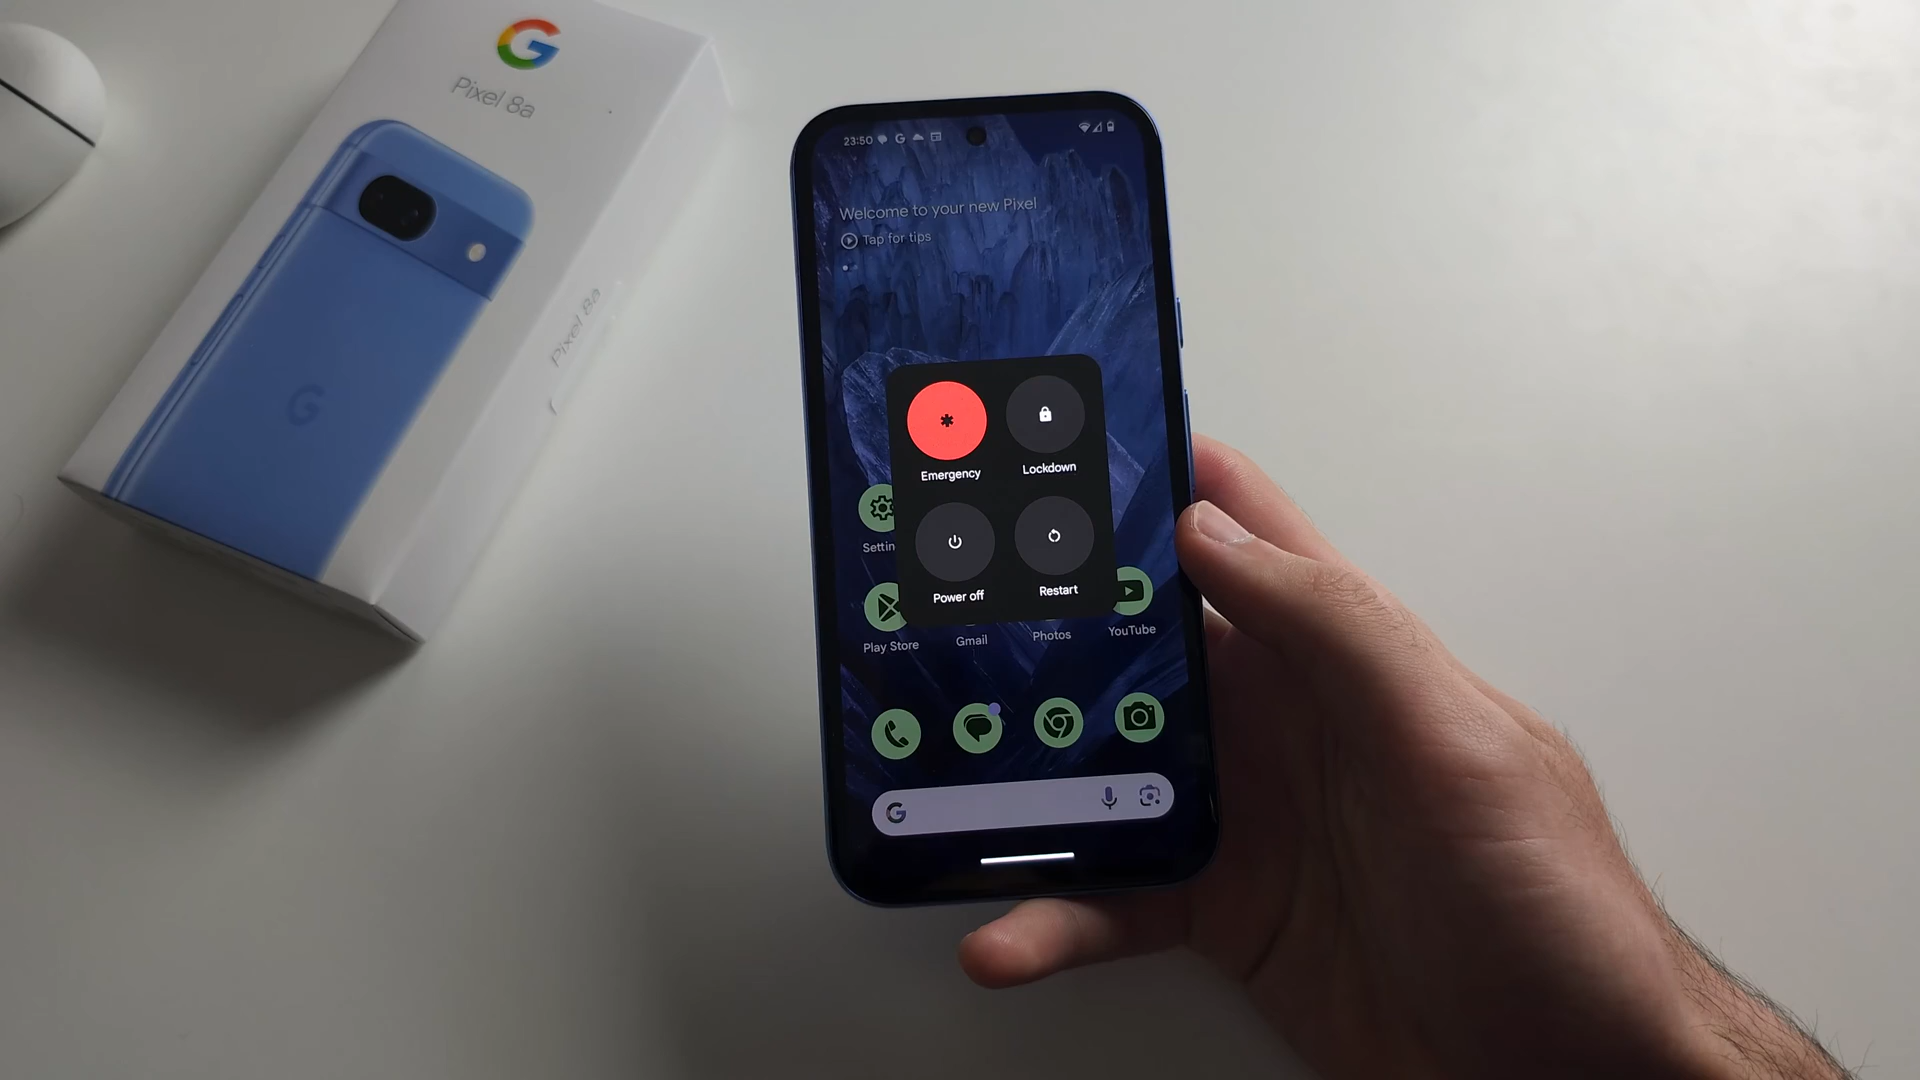 Pixel 8a
Pixel 8a
23:50
Welcome to your new Pixel
Tap for tips
Emergency
Lockdown
Power off
Restart
Settin
Play Store
Gmail
Photos
YouTube